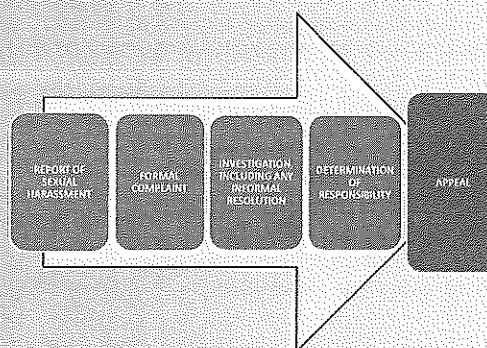 REPORT OF
SEXUAL
HARASSMENT
FORMAL
COMPLAINT
INVESTIGATION
INCLUDING ANY
INFORMAL
RESOLUTION
DETERMINATION
OF
RESPONSIBILITY
APPEAL